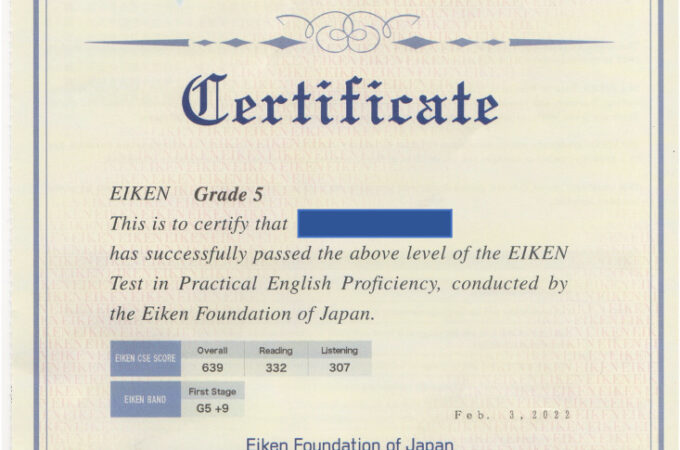 Certificate
EIKEN Grade 5
This is to certify that
has successfully passed the above level of the EIKEN
Test in Practical English Proficiency, conducted by
the Eiken Foundation of Japan.
EIKEN CSE SCORE Overall Reading Listening
639 332 307
EIKEN BAND First Stage
G5 +9
Feb. 3, 2022
Eiken Foundation of Japan